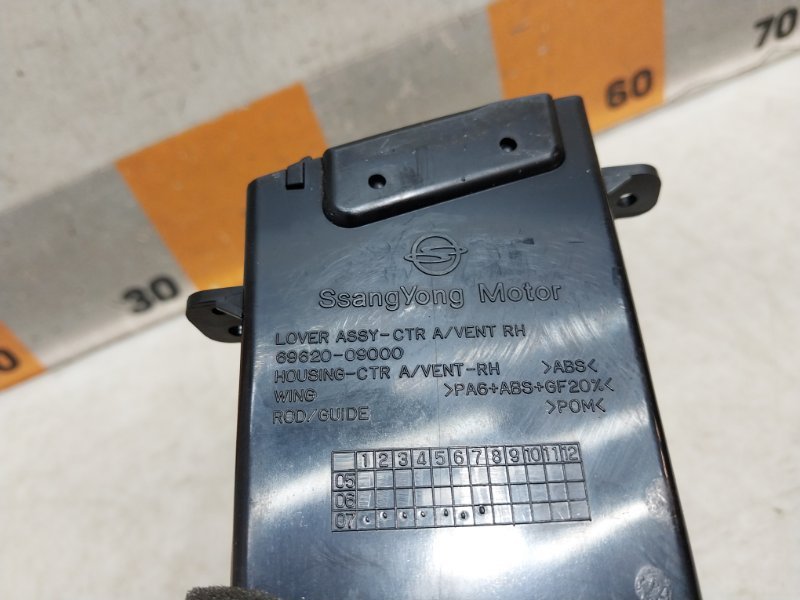 70
60
30
0
SsangYong Motor
LOVER ASSY-CTR A/VENT RH
69620-09000
HOUSING-CTR A/VENT-RH >ABS<
WING >PA6+ABS+GF20%<
ROD/GUIDE >POM<
1 2 3 4 5 6 7 8 9 10 11 12
05
06
07